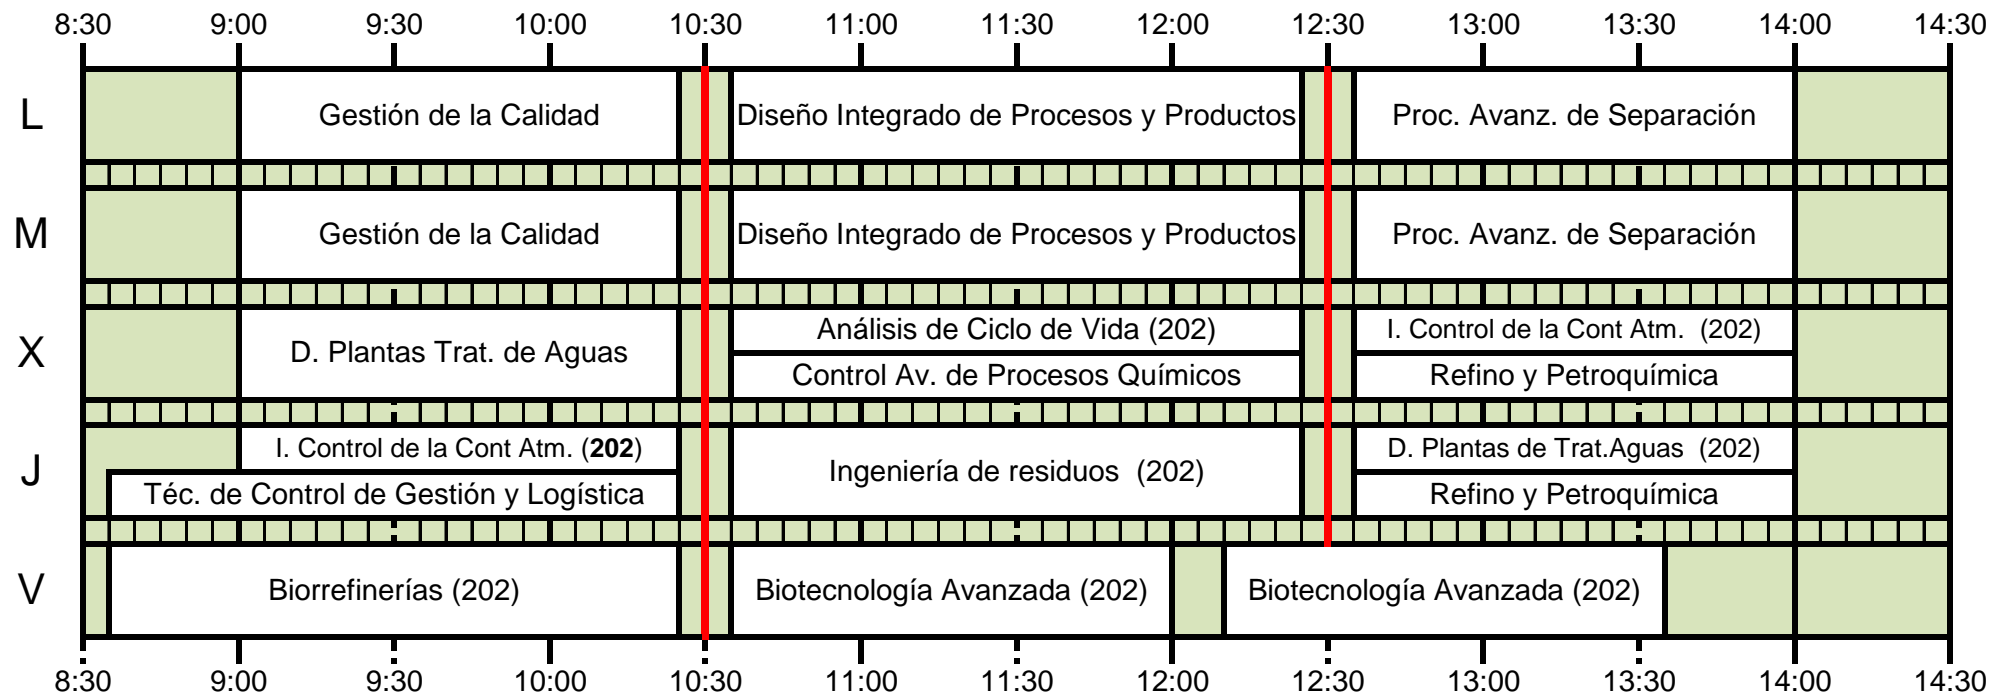 8:30 9:00 9:30 10:00 10:30 11:00 11:30 12:00 12:30 13:00 13:30 14:00 14:30
L Gestión de la Calidad Diseño Integrado de Procesos y Productos Proc. Avanz. de Separación
M Gestión de la Calidad Diseño Integrado de Procesos y Productos Proc. Avanz. de Separación
Análisis de Ciclo de Vida (202) I. Control de la Cont Atm. (202)
X D. Plantas Trat. de Aguas
Control Av. de Procesos Químicos Refino y Petroquímica
I. Control de la Cont Atm. (202) D. Plantas de Trat.Aguas (202)
J Ingeniería de residuos (202)
Téc. de Control de Gestión y Logística Refino y Petroquímica
V Biorrefinerías (202) Biotecnología Avanzada (202) Biotecnología Avanzada (202)
8:30 9:00 9:30 10:00 10:30 11:00 11:30 12:00 12:30 13:00 13:30 14:00 14:30